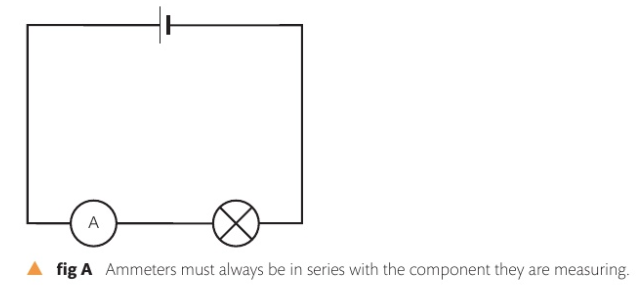 A
fig A Ammeters must always be in series with the component they are measuring.